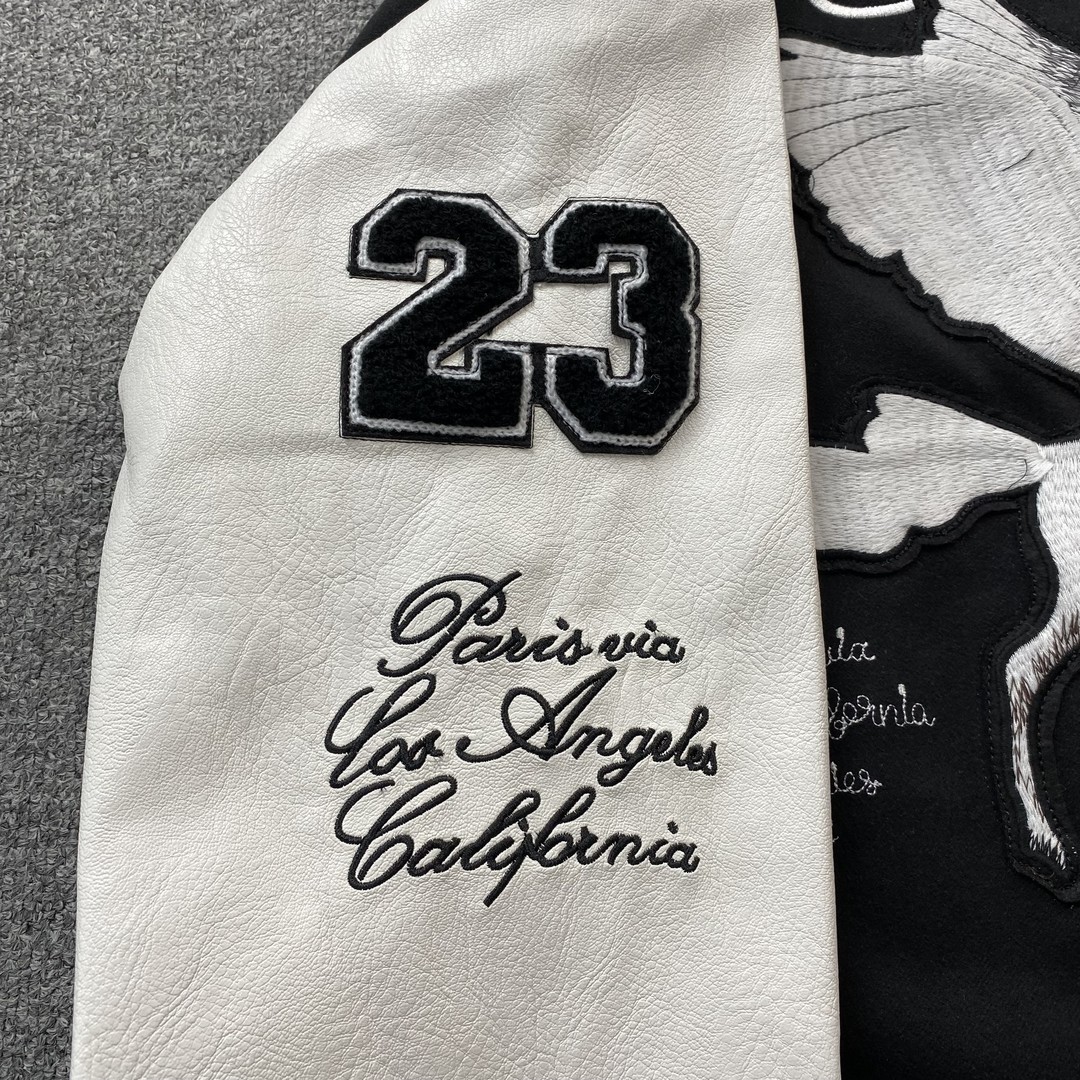 23
Paris via
Los Angeles
California